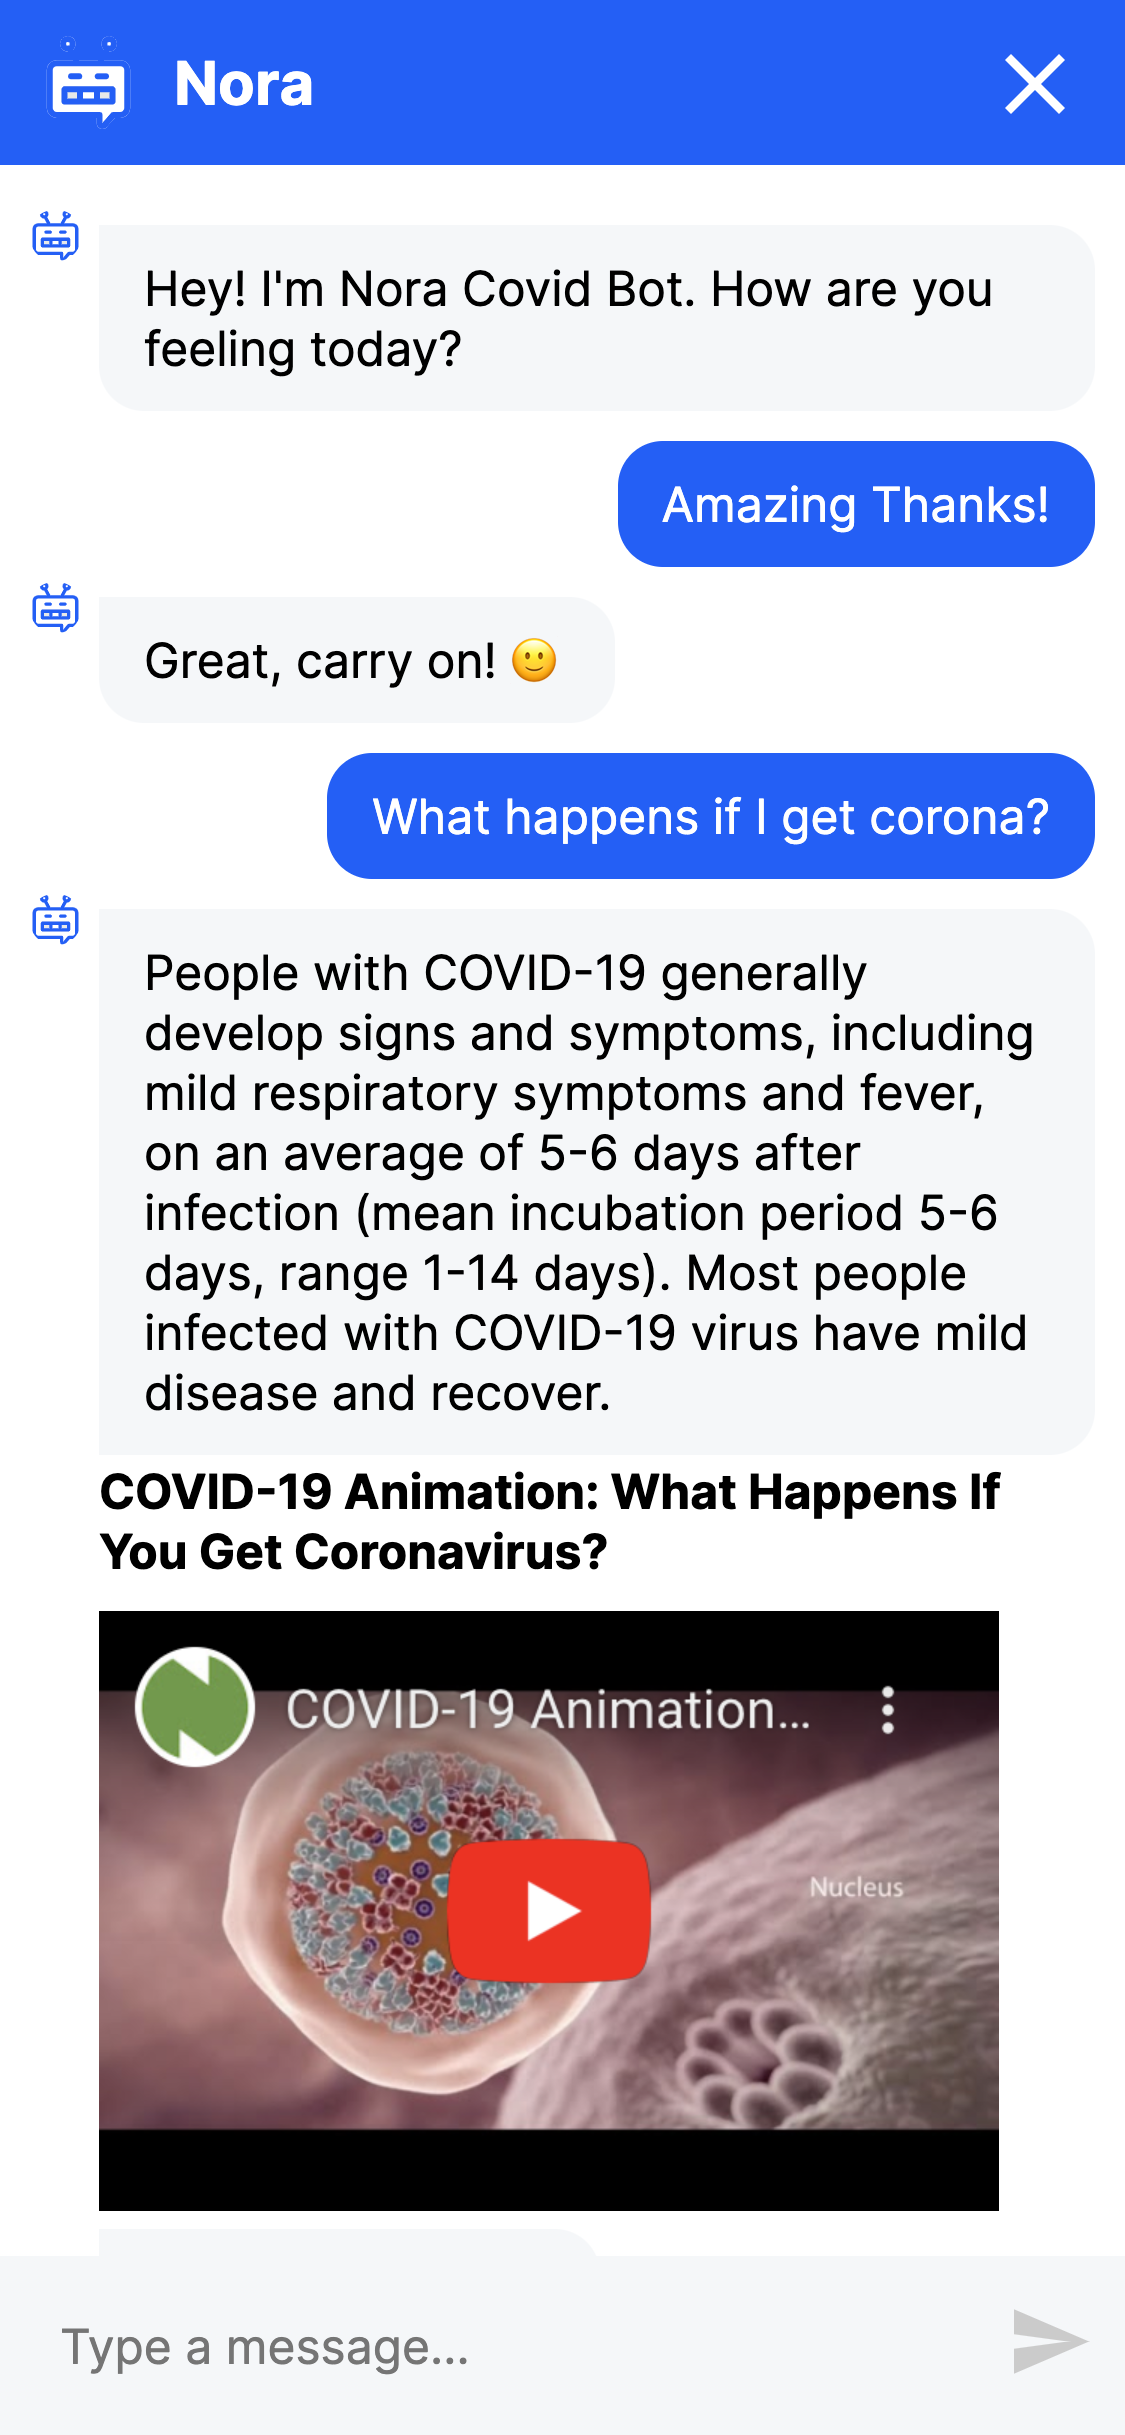 Nora
Hey! I'm Nora Covid Bot. How are you
feeling today?
Amazing Thanks!
Great, carry on! 🙂
What happens if I get corona?
People with COVID-19 generally
develop signs and symptoms, including
mild respiratory symptoms and fever,
on an average of 5-6 days after
infection (mean incubation period 5-6
days, range 1-14 days). Most people
infected with COVID-19 virus have mild
disease and recover.
COVID-19 Animation: What Happens If
You Get Coronavirus?
COVID-19 Animation...
Nucleus
Type a message...